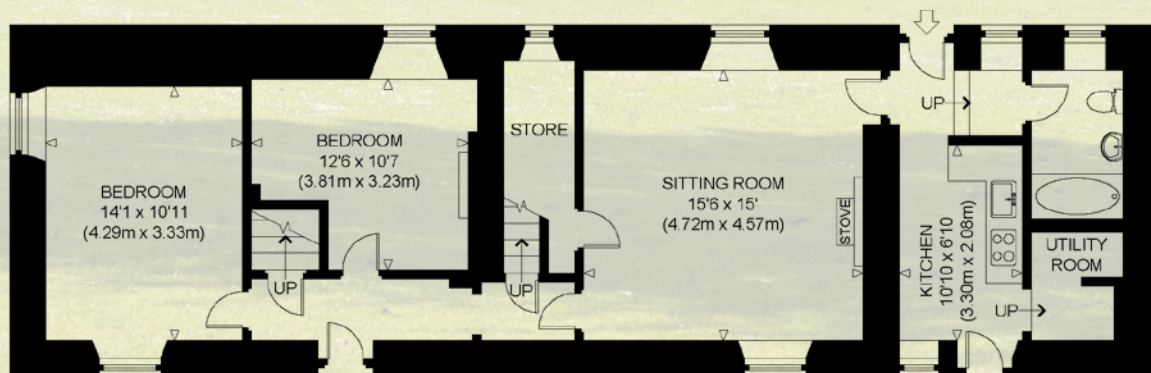 BEDROOM
14'1 x 10'11
(4.29m x 3.33m)
BEDROOM
12'6 x 10'7
(3.81m x 3.23m)
UP
STORE
UP
SITTING ROOM
15'6 x 15'
(4.72m x 4.57m)
STOVE
UP
KITCHEN
10'10 x 6'10
(3.30m x 2.08m)
UTILITY
ROOM
UP